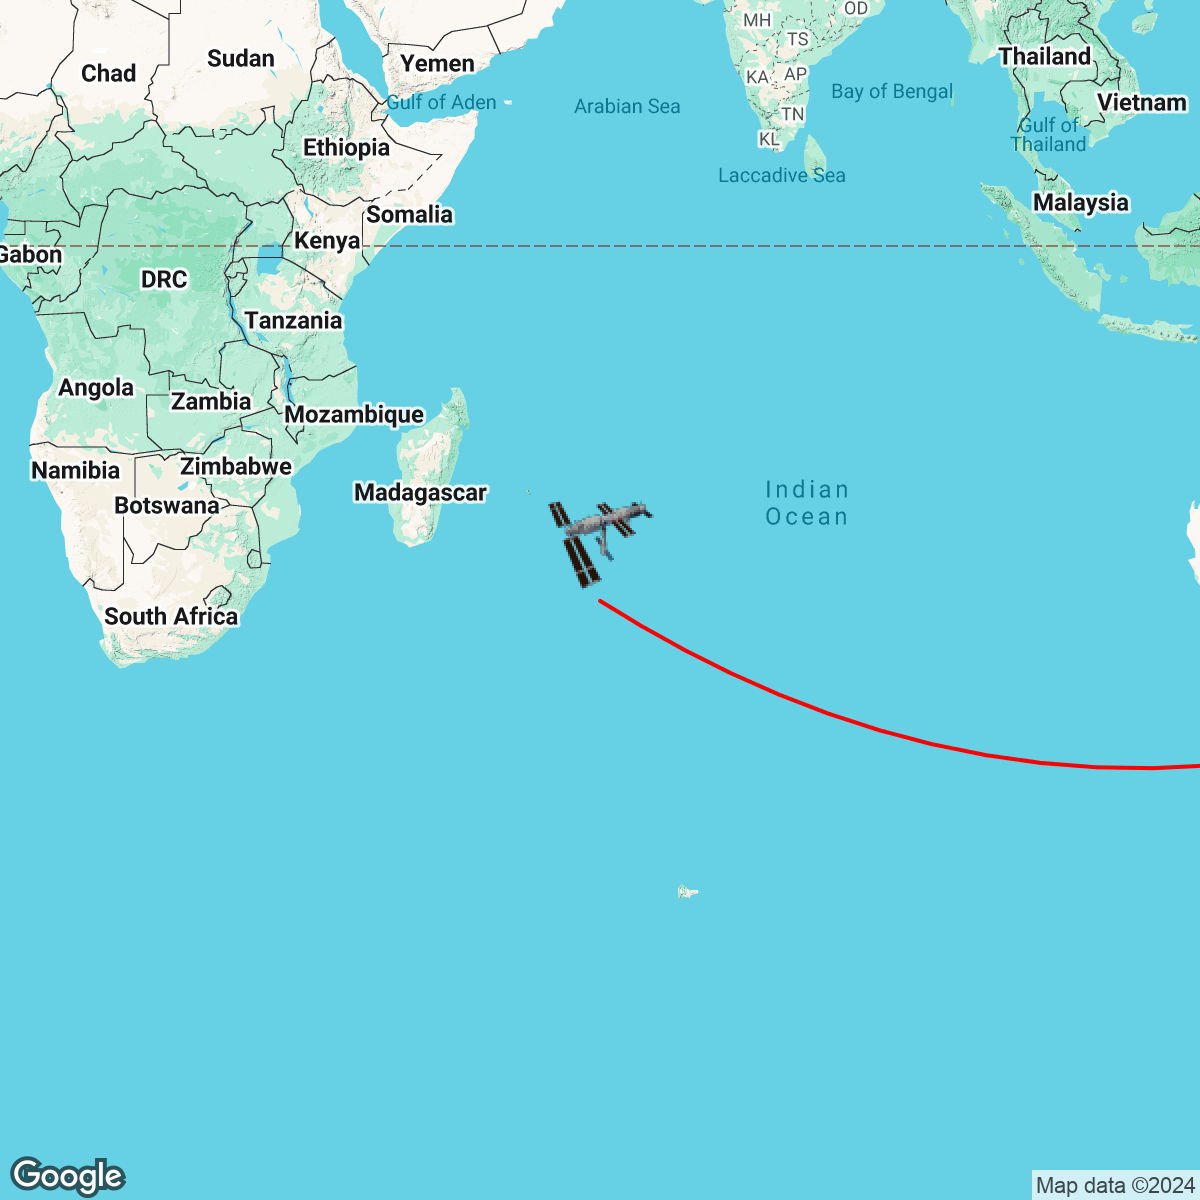 MH
OD
TS
Sudan
Chad
Yemen
Thailand
KA
AP
Bay of Bengal
Gulf of Aden
Arabian Sea
Vietnam
TN
Gulf of
Thailand
KL
Ethiopia
Laccadive Sea
Malaysia
Somalia
Kenya
Gabon
DRC
Tanzania
Angola
Zambia
Mozambique
Namibia
Zimbabwe
Madagascar
Botswana
Indian
Ocean
South Africa
Google
Map data ©2024